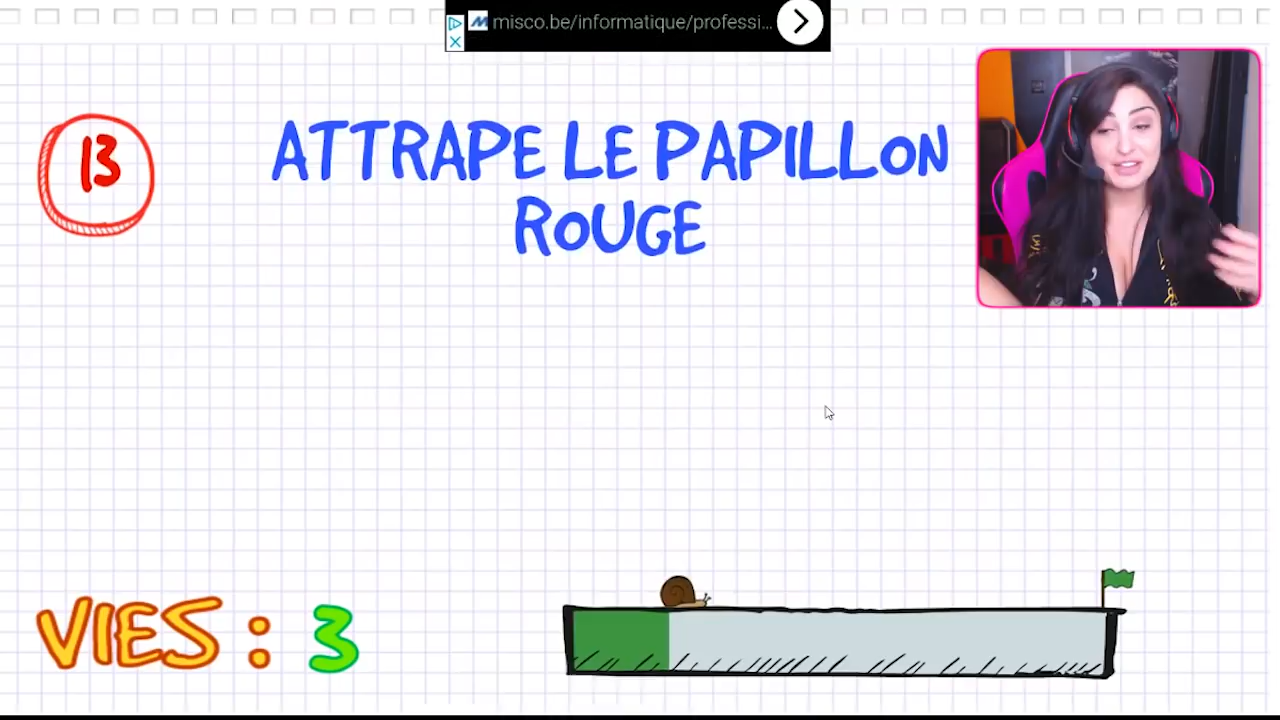 misco.be/informatique/professi...
13
ATTRAPE LE PAPILLON
ROUGE
VIES : 3